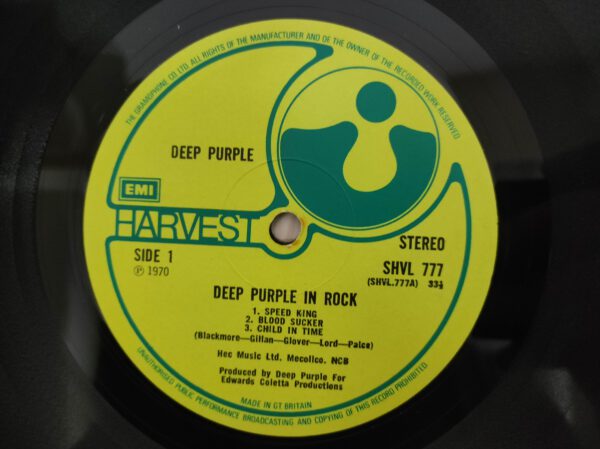 THE GRAMOPHONE CO. LTD. ALL RIGHTS OF THE MANUFACTURER AND OF THE OWNER OF THE RECORDED WORK RESERVED
DEEP PURPLE
EMI
HARVEST
STEREO
SIDE 1
℗ 1970
SHVL 777
(SHVL.777A) 33⅓
DEEP PURPLE IN ROCK
1. SPEED KING
2. BLOOD SUCKER
3. CHILD IN TIME
(Blackmore—Gillan—Glover—Lord—Paice)
Hec Music Ltd. Mecolico. NCB
Produced by Deep Purple For
Edwards Coletta Productions
MADE IN GT BRITAIN
UNAUTHORISED PUBLIC PERFORMANCE BROADCASTING AND COPYING OF THIS RECORD PROHIBITED